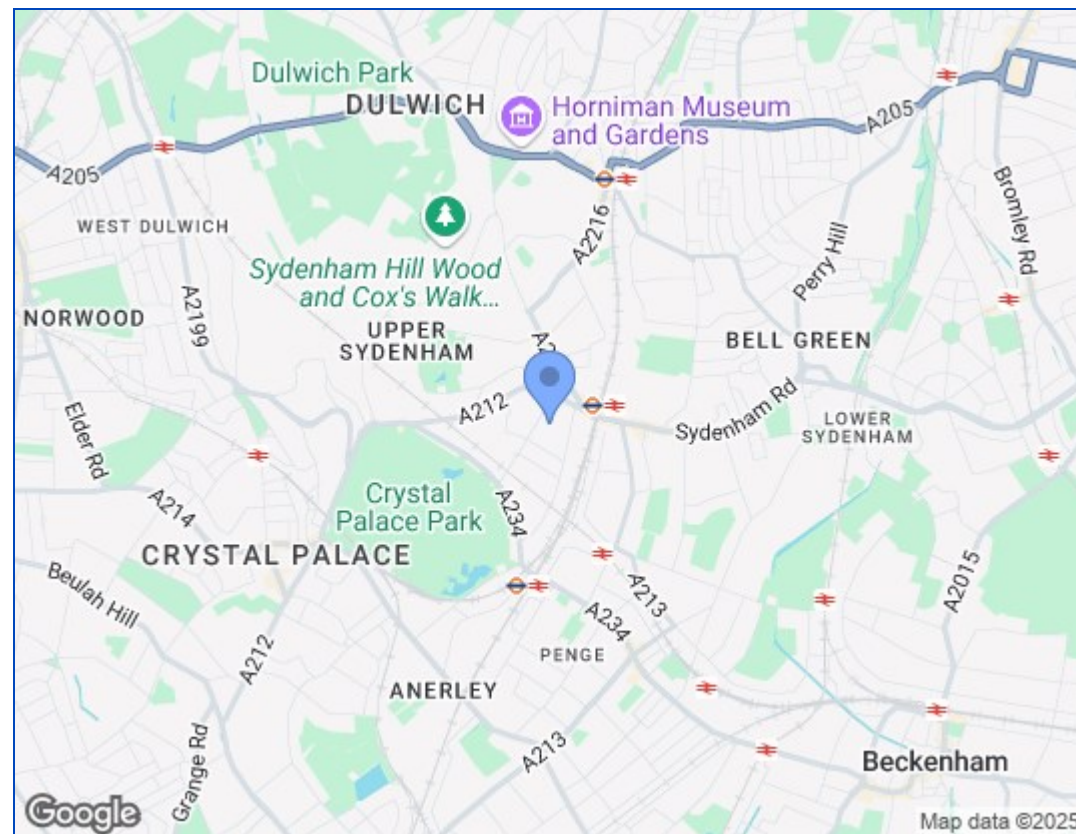 Dulwich Park
DULWICH
Horniman Museum
and Gardens
A205
A205
WEST DULWICH
A2216
Bromley Rd
Perry Hill
Sydenham Hill Wood
and Cox's Walk...
A2199
NORWOOD
UPPER
SYDENHAM
BELL GREEN
A212
Sydenham Rd
LOWER
SYDENHAM
Elder Rd
A214
Crystal
Palace Park
A234
CRYSTAL PALACE
A2015
Beulah Hill
A213
A234
A212
PENGE
ANERLEY
Grange Rd
A213
Beckenham
Google
Map data ©2025